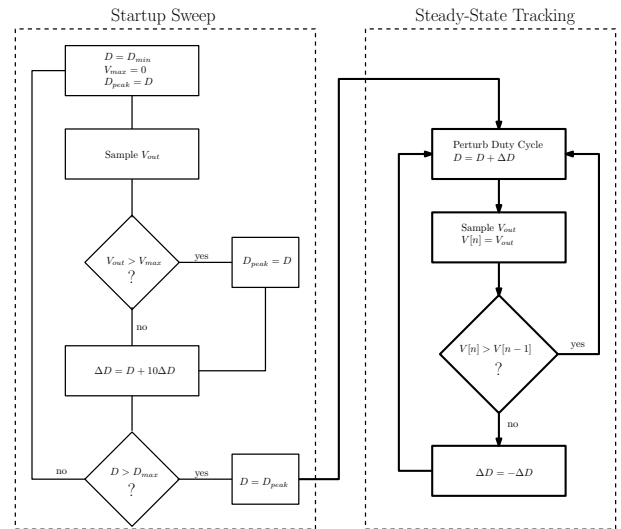 Startup Sweep
D = D_min
V_max = 0
D_peak = D
Sample V_out
V_out > V_max
?
yes
D_peak = D
no
ΔD = D + 10ΔD
D > D_max
?
no
yes
D = D_peak
Steady-State Tracking
Perturb Duty Cycle
D = D + ΔD
Sample V_out
V[n] = V_out
V[n] > V[n − 1]
?
yes
no
ΔD = −ΔD